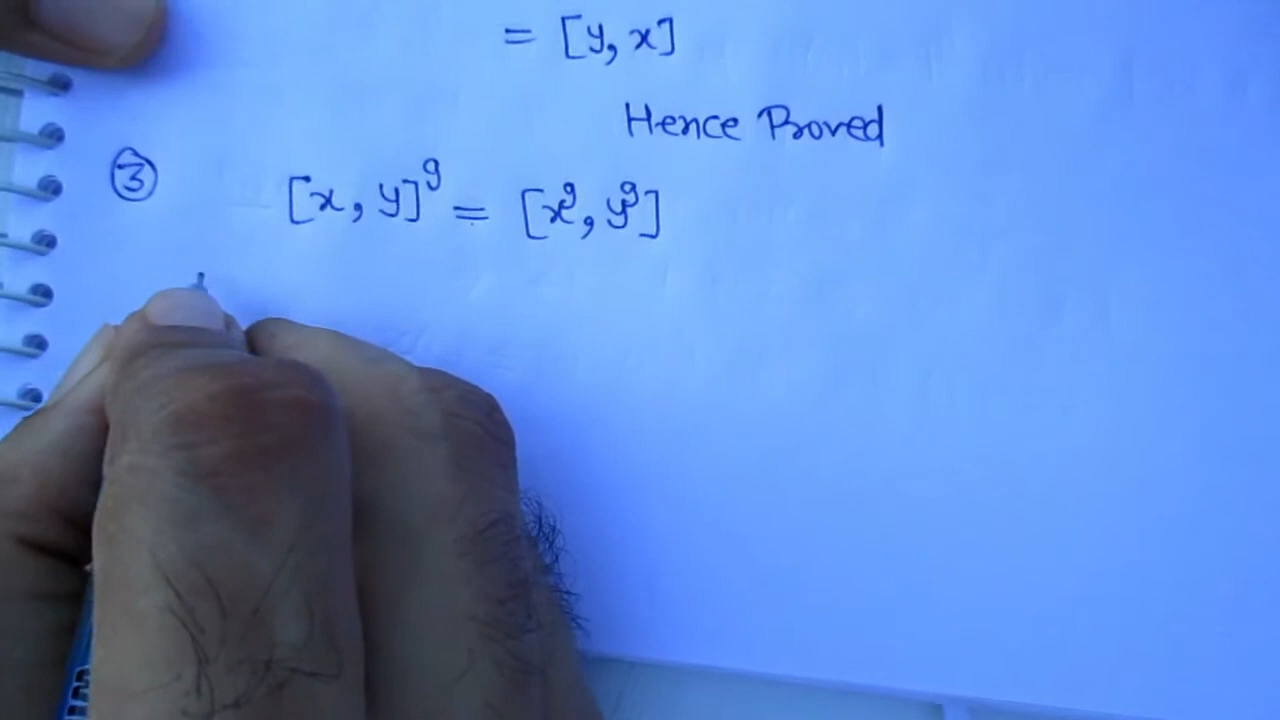 = [y, x]
Hence Proved
③ [x, y]^g = [x^g, y^g]